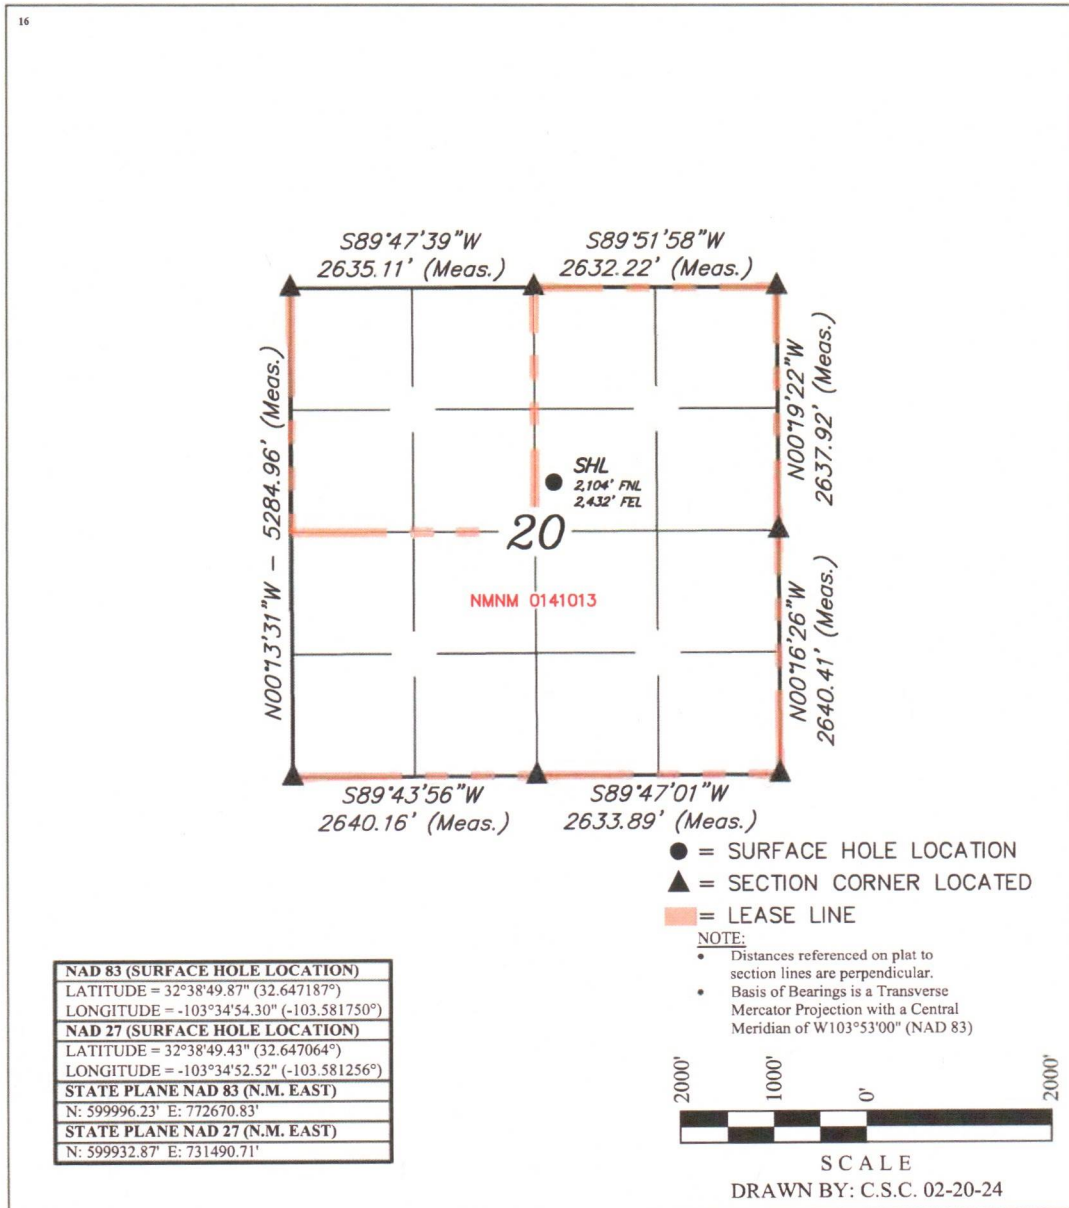 16
S89°47'39"W
2635.11' (Meas.)
S89°51'58"W
2632.22' (Meas.)
N00°13'31"W – 5284.96' (Meas.)
N00°19'22"W
2637.92' (Meas.)
SHL
2,104' FNL
2,432' FEL
20
NMNM 0141013
N00°16'26"W
2640.41' (Meas.)
S89°43'56"W
2640.16' (Meas.)
S89°47'01"W
2633.89' (Meas.)
= SURFACE HOLE LOCATION
= SECTION CORNER LOCATED
= LEASE LINE
NOTE:
• Distances referenced on plat to
section lines are perpendicular.
• Basis of Bearings is a Transverse
Mercator Projection with a Central
Meridian of W103°53'00" (NAD 83)
NAD 83 (SURFACE HOLE LOCATION)
LATITUDE = 32°38'49.87" (32.647187°)
LONGITUDE = -103°34'54.30" (-103.581750°)
NAD 27 (SURFACE HOLE LOCATION)
LATITUDE = 32°38'49.43" (32.647064°)
LONGITUDE = -103°34'52.52" (-103.581256°)
STATE PLANE NAD 83 (N.M. EAST)
N: 599996.23' E: 772670.83'
STATE PLANE NAD 27 (N.M. EAST)
N: 599932.87' E: 731490.71'
2000' 1000' 0' 2000'
SCALE
DRAWN BY: C.S.C. 02-20-24